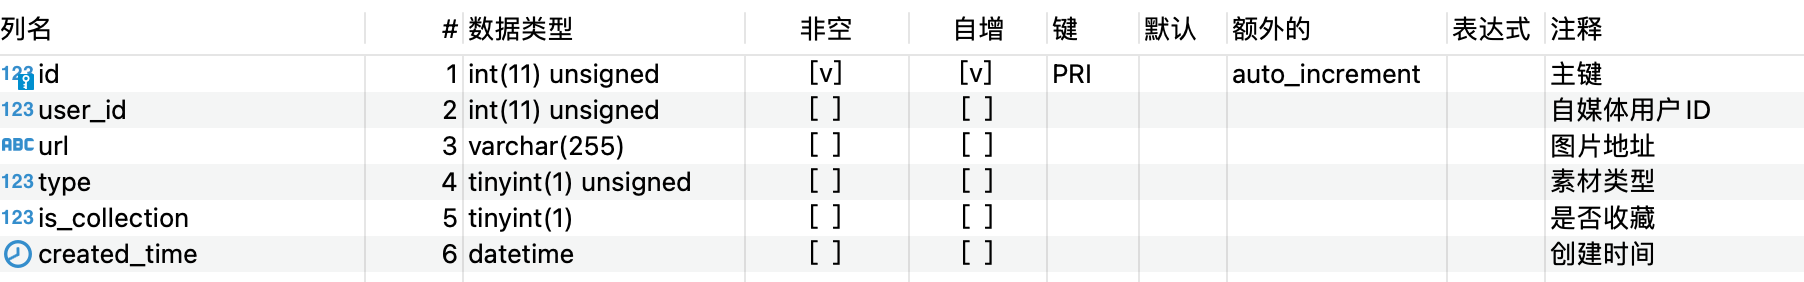 列名 # 数据类型 非空 自增 键 默认 额外的 表达式 注释
123 id 1 int(11) unsigned [v] [v] PRI auto_increment 主键
123 user_id 2 int(11) unsigned [ ] [ ] 自媒体用户ID
ABC url 3 varchar(255) [ ] [ ] 图片地址
123 type 4 tinyint(1) unsigned [ ] [ ] 素材类型
123 is_collection 5 tinyint(1) [ ] [ ] 是否收藏
created_time 6 datetime [ ] [ ] 创建时间